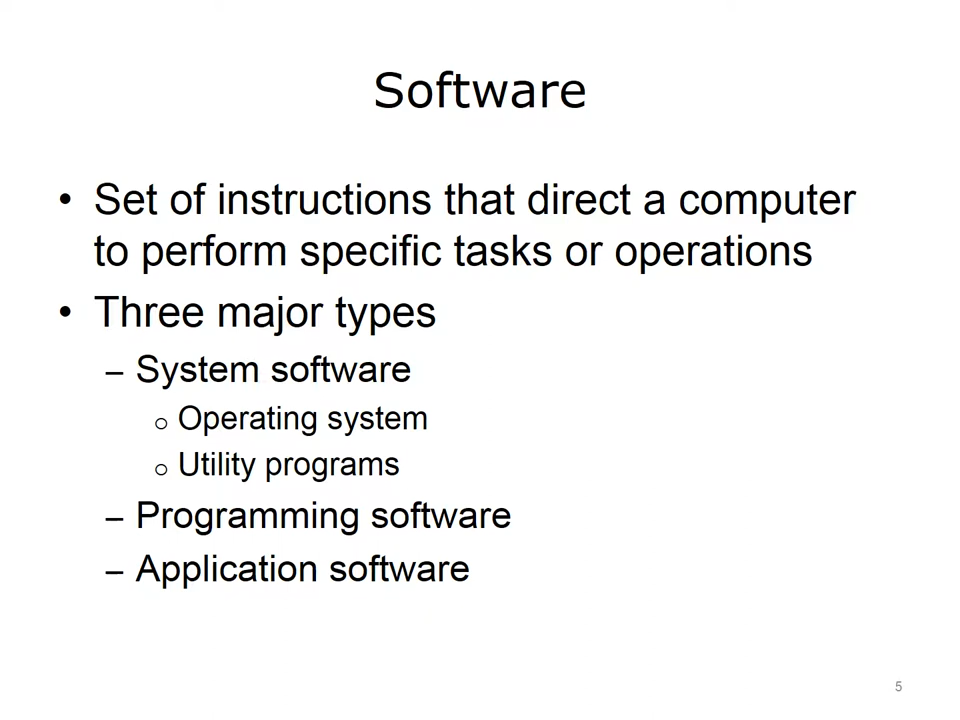 Software
• Set of instructions that direct a computer
to perform specific tasks or operations
• Three major types
– System software
o Operating system
o Utility programs
– Programming software
– Application software
5